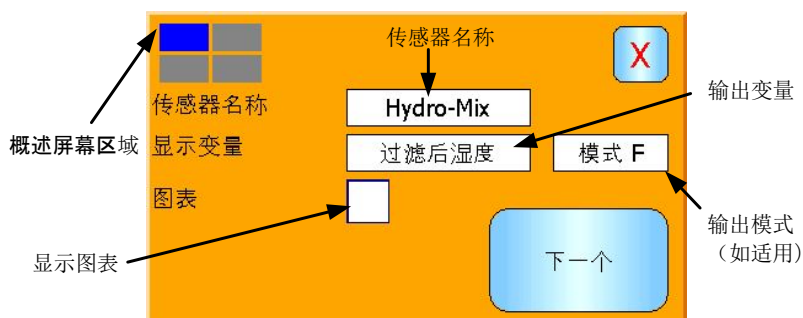 传感器名称
X
传感器名称
Hydro-Mix
输出变量
概述屏幕区域
显示变量
过滤后湿度
模式 F
图表
输出模式
（如适用）
显示图表
下一个